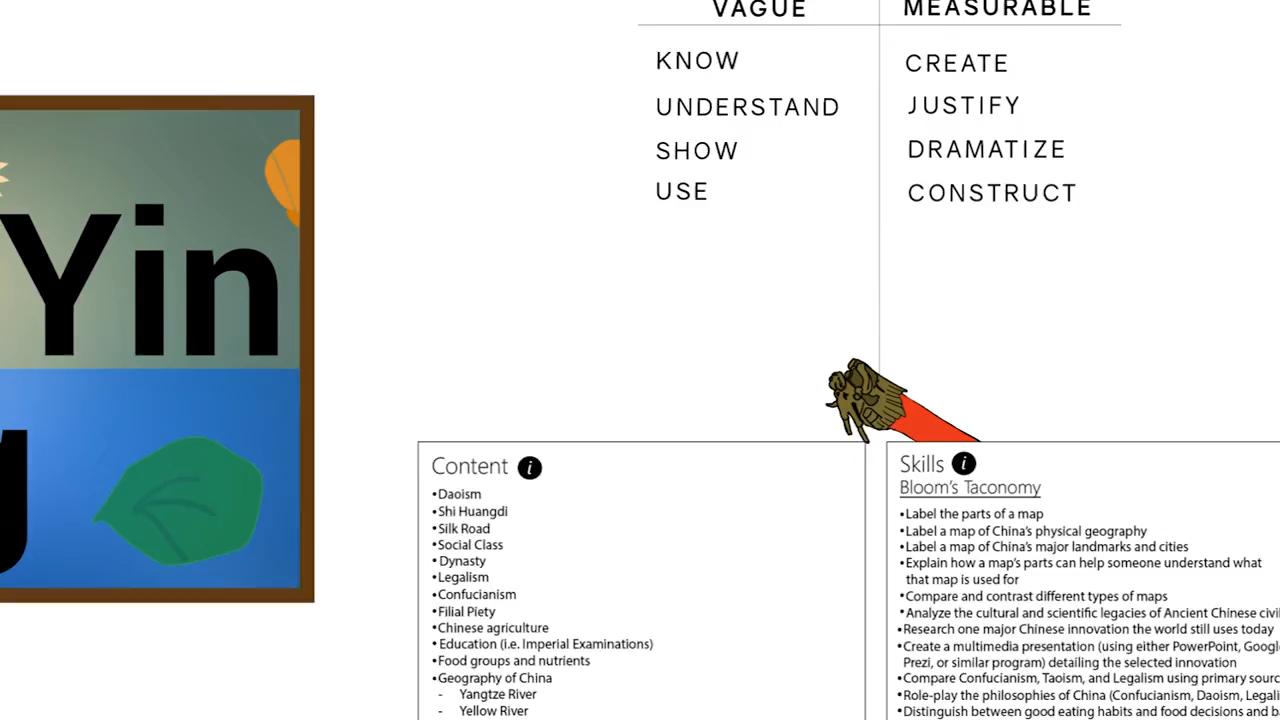 VAGUE MEASURABLE
KNOW CREATE
UNDERSTAND JUSTIFY
SHOW DRAMATIZE
USE CONSTRUCT
Yin
g
Content i
•Daoism
•Shi Huangdi
•Silk Road
•Social Class
•Dynasty
•Legalism
•Confucianism
•Filial Piety
•Chinese agriculture
•Education (i.e. Imperial Examinations)
•Food groups and nutrients
•Geography of China
- Yangtze River
- Yellow River
Skills i
Bloom's Taconomy
•Label the parts of a map
•Label a map of China's physical geography
•Label a map of China's major landmarks and cities
•Explain how a map's parts can help someone understand what
that map is used for
•Compare and contrast different types of maps
•Analyze the cultural and scientific legacies of Ancient Chinese civi
•Research one major Chinese innovation the world still uses today
•Create a multimedia presentation (using either PowerPoint, Google
Prezi, or similar program) detailing the selected innovation
•Compare Confucianism, Taoism, and Legalism using primary sourc
•Role-play the philosophies of China (Confucianism, Daoism, Legali
•Distinguish between good eating habits and food decisions and b